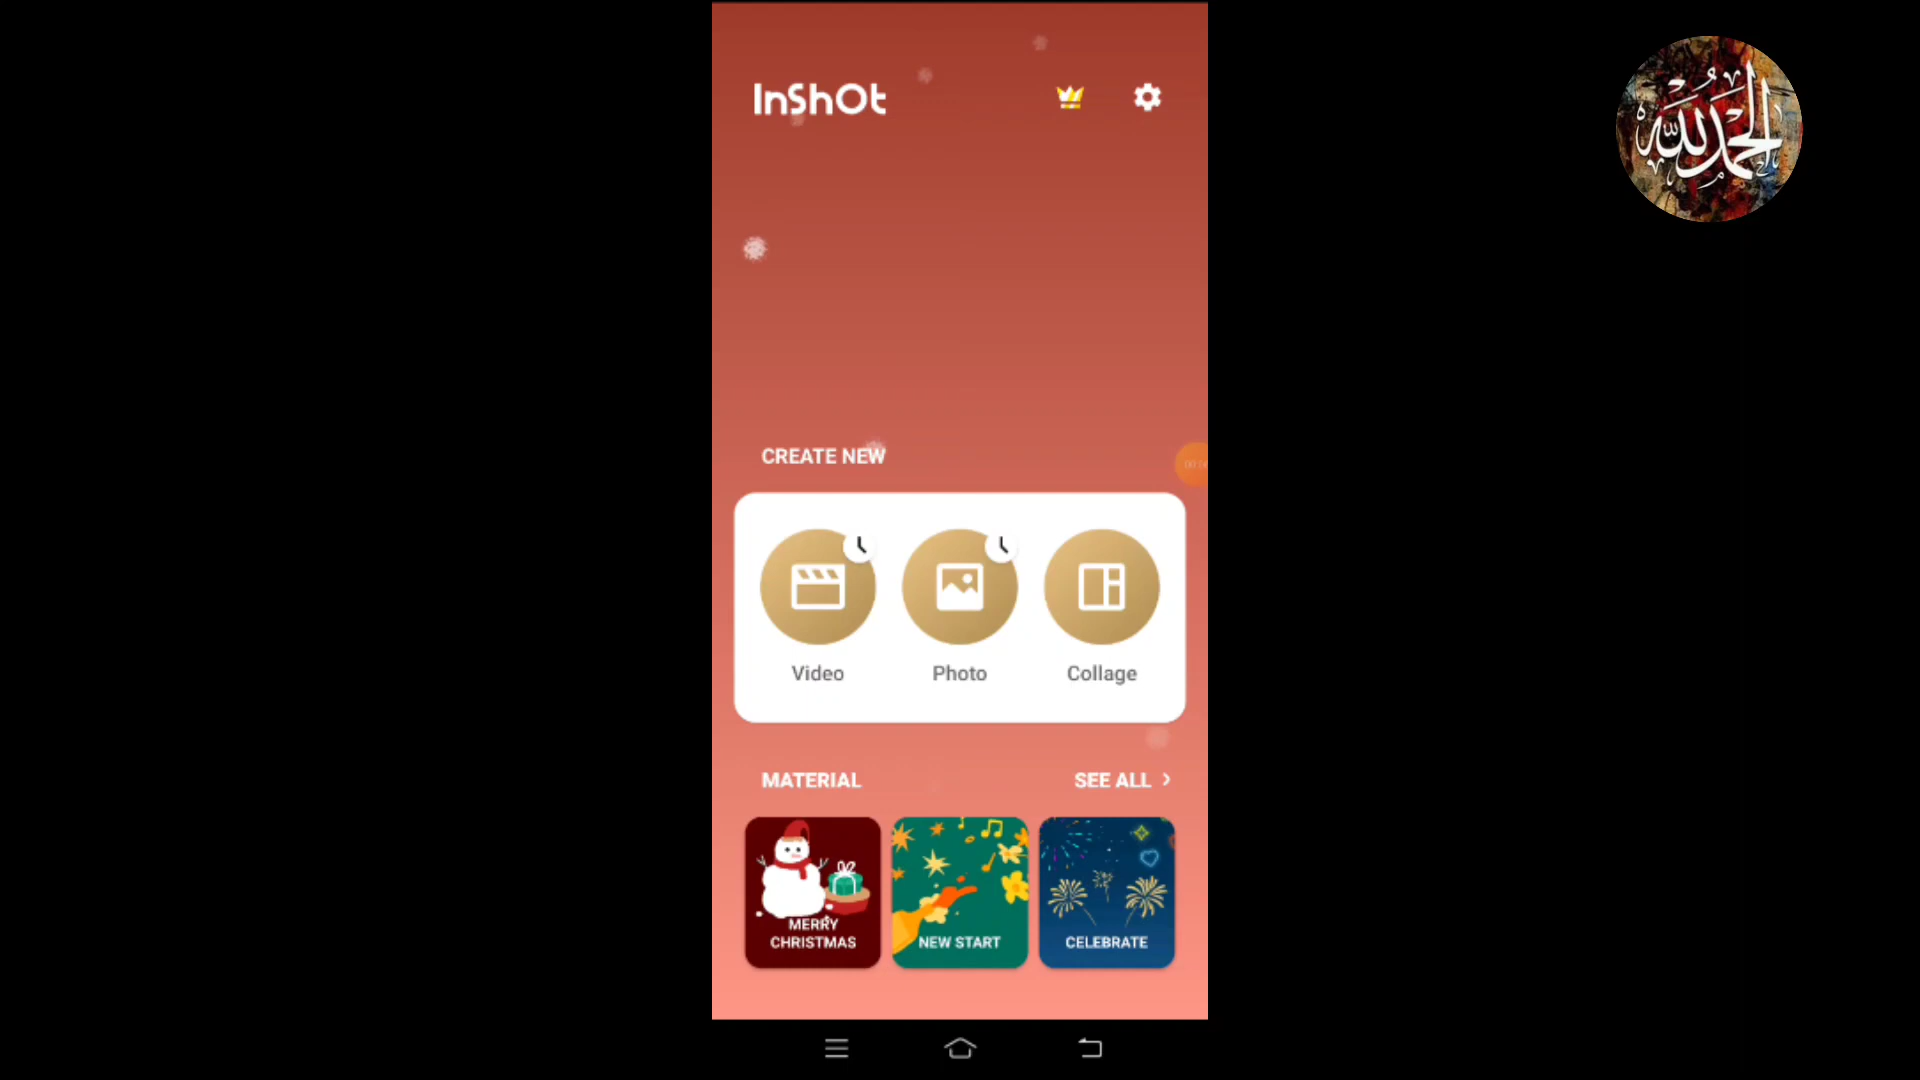 InShOt
الحمد لله
CREATE NEW
Video
Photo
Collage
MATERIAL
SEE ALL >
MERRY
CHRISTMAS
NEW START
CELEBRATE